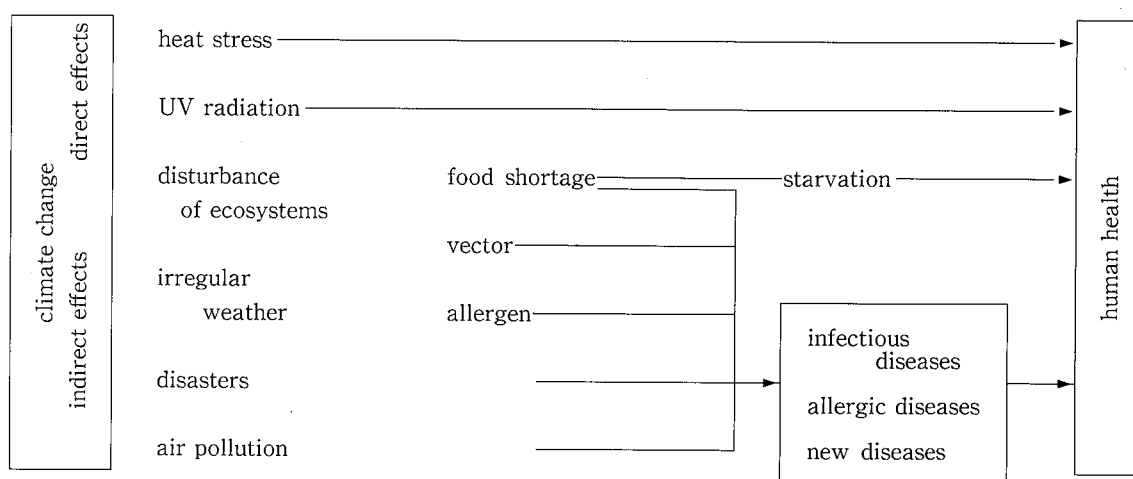 climate change
direct effects
indirect effects
heat stress
UV radiation
disturbance
of ecosystems
food shortage
starvation
vector
irregular
weather
allergen
disasters
air pollution
infectious
diseases
allergic diseases
new diseases
human health